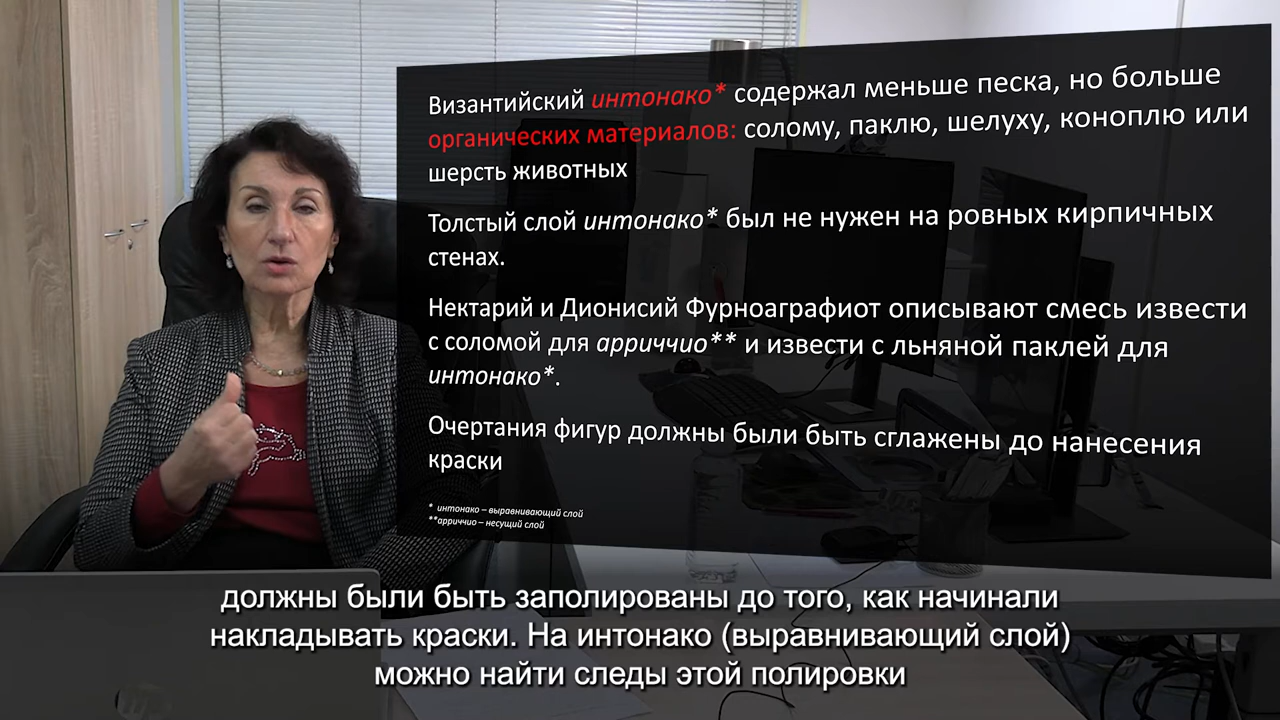 Византийский интонако* содержал меньше песка, но больше
органических материалов: солому, паклю, шелуху, коноплю или
шерсть животных
Толстый слой интонако* был не нужен на ровных кирпичных
стенах.
Нектарий и Дионисий Фурноаграфиот описывают смесь извести
с соломой для арриччио** и извести с льняной паклей для
интонако*.
Очертания фигур должны были быть сглажены до нанесения
краски
* интонако – выравнивающий слой
**арриччио – несущий слой
должны были быть заполированы до того, как начинали
накладывать краски. На интонако (выравнивающий слой)
можно найти следы этой полировки